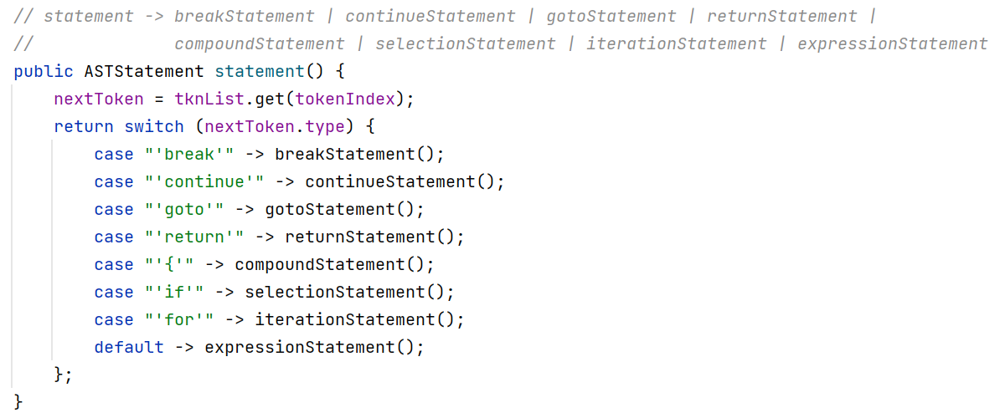 // statement -> breakStatement | continueStatement | gotoStatement | returnStatement |
//              compoundStatement | selectionStatement | iterationStatement | expressionStatement
public ASTStatement statement() {
    nextToken = tknList.get(tokenIndex);
    return switch (nextToken.type) {
        case "'break'" -> breakStatement();
        case "'continue'" -> continueStatement();
        case "'goto'" -> gotoStatement();
        case "'return'" -> returnStatement();
        case "'{'" -> compoundStatement();
        case "'if'" -> selectionStatement();
        case "'for'" -> iterationStatement();
        default -> expressionStatement();
    };
}